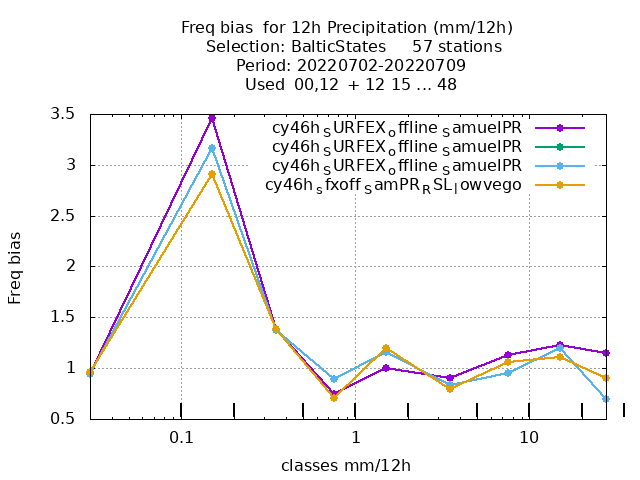 Freq bias for 12h Precipitation (mm/12h)
Selection: BalticStates 57 stations
Period: 20220702-20220709
Used 00,12 + 12 15 ... 48
cy46h_SURFEX_offline_SamuelPR
cy46h_SURFEX_offline_SamuelPR
cy46h_SURFEX_offline_SamuelPR
cy46h_sfxoff_SamPR_RSL_lowvego
3.5
3
2.5
2
1.5
1
0.5
Freq bias
0.1 1 10
classes mm/12h